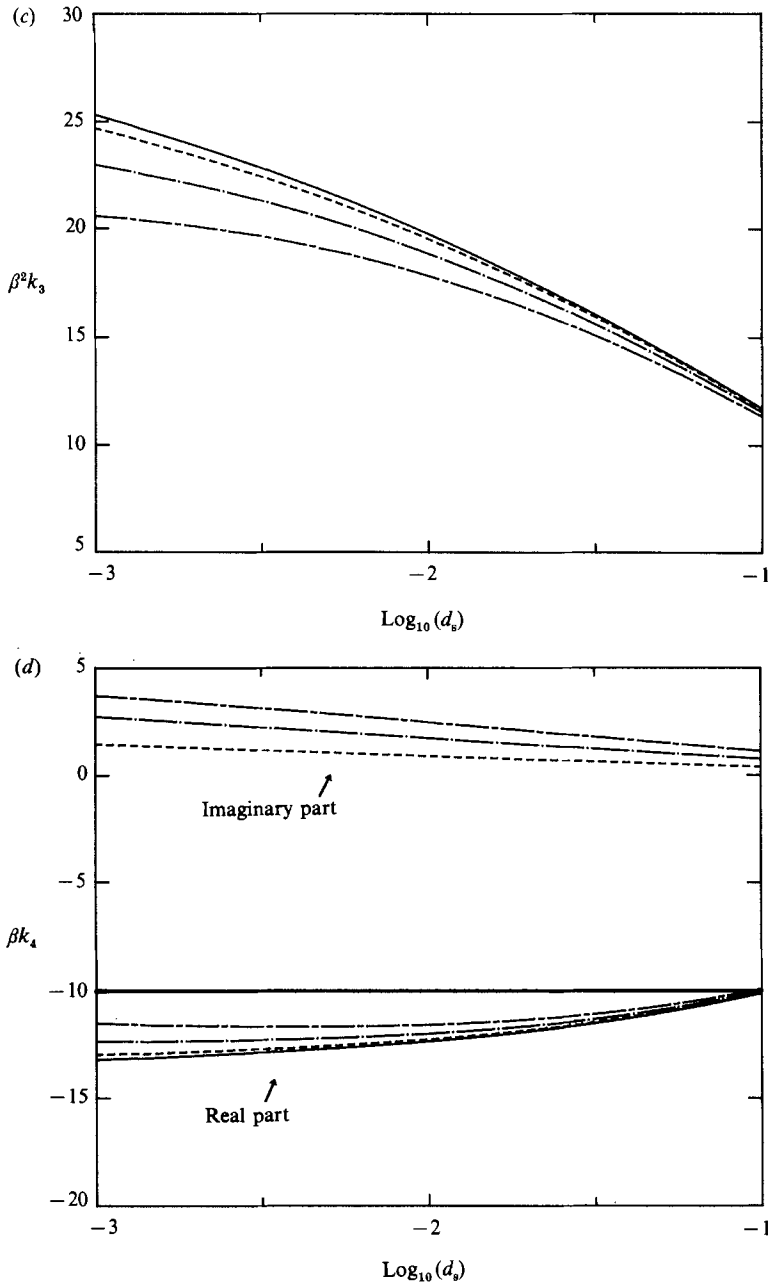 (c)
30
25
20
β²k₃
15
10
5
−3
−2
−1
Log₁₀ (dₛ)
(d)
5
0
Imaginary part
−5
βk₄
−10
−15
Real part
−20
−3
−2
−1
Log₁₀ (dₛ)